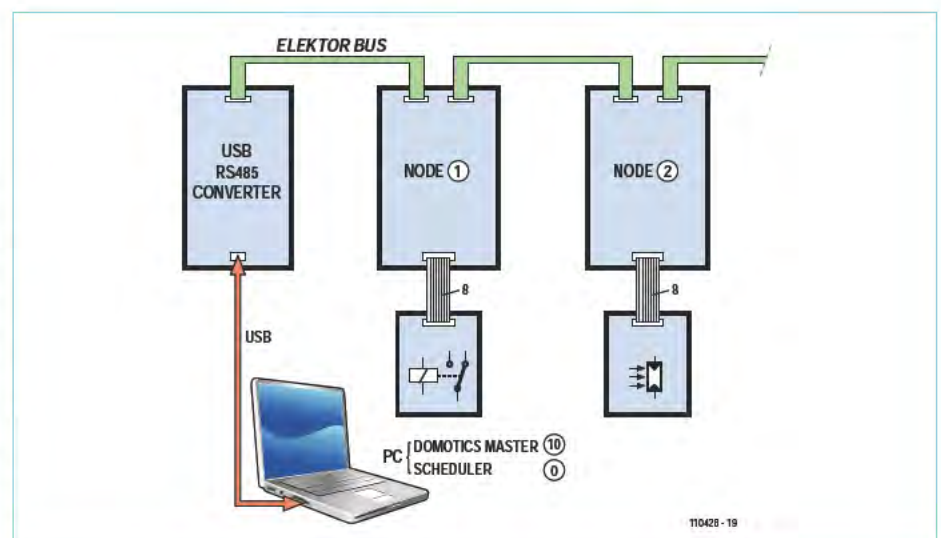 ELEKTOR BUS
USB
RS485
CONVERTER
NODE 1
NODE 2
8
8
USB
PC { DOMOTICS MASTER 10
SCHEDULER 0
110428 - 19